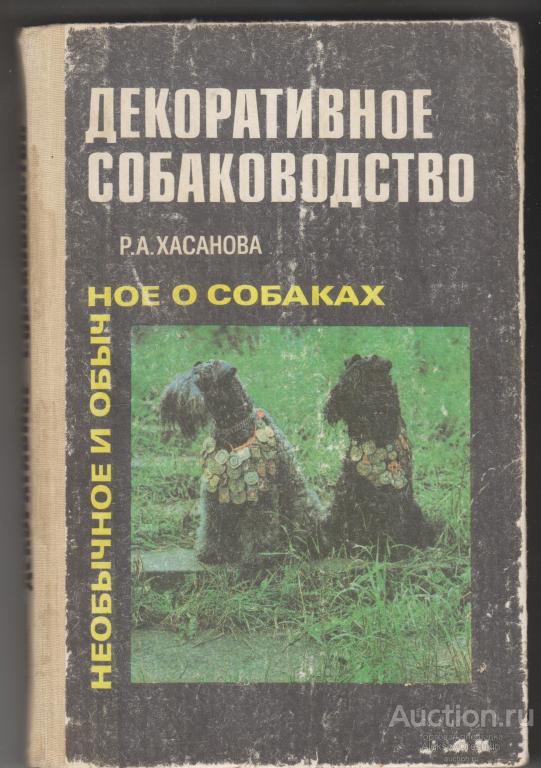 ДЕКОРАТИВНОЕ
СОБАКОВОДСТВО
Р.А.ХАСАНОВА
НЕОБЫЧНОЕ И ОБЫЧ
НОЕ О СОБАКАХ
Auction.ru